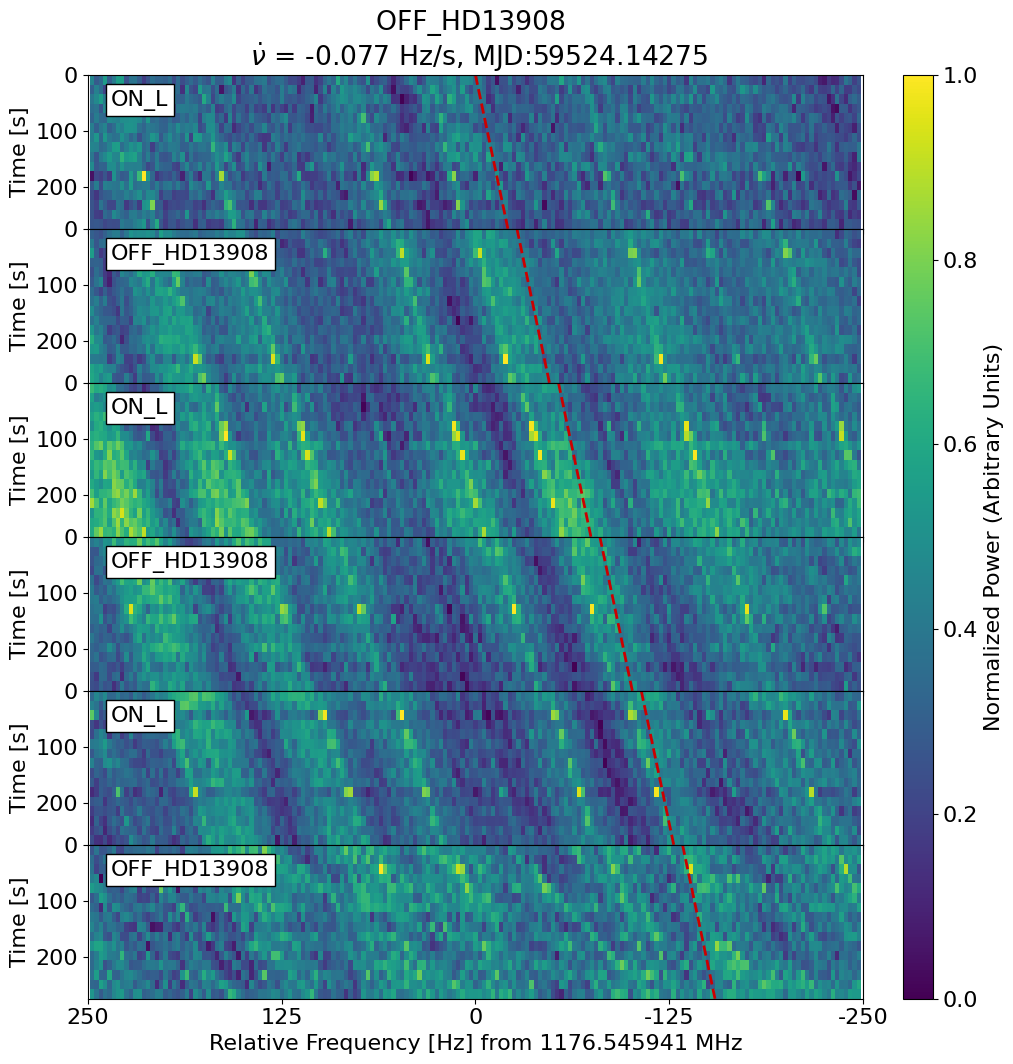 OFF_HD13908
ν̇ = -0.077 Hz/s, MJD:59524.14275
0
ON_L
100
200
Time [s]
0
OFF_HD13908
100
200
Time [s]
0
ON_L
100
200
Time [s]
0
OFF_HD13908
100
200
Time [s]
0
ON_L
100
200
Time [s]
0
OFF_HD13908
100
200
Time [s]
250 125 0 -125 -250
Relative Frequency [Hz] from 1176.545941 MHz
1.0
0.8
0.6
0.4
0.2
0.0
Normalized Power (Arbitrary Units)